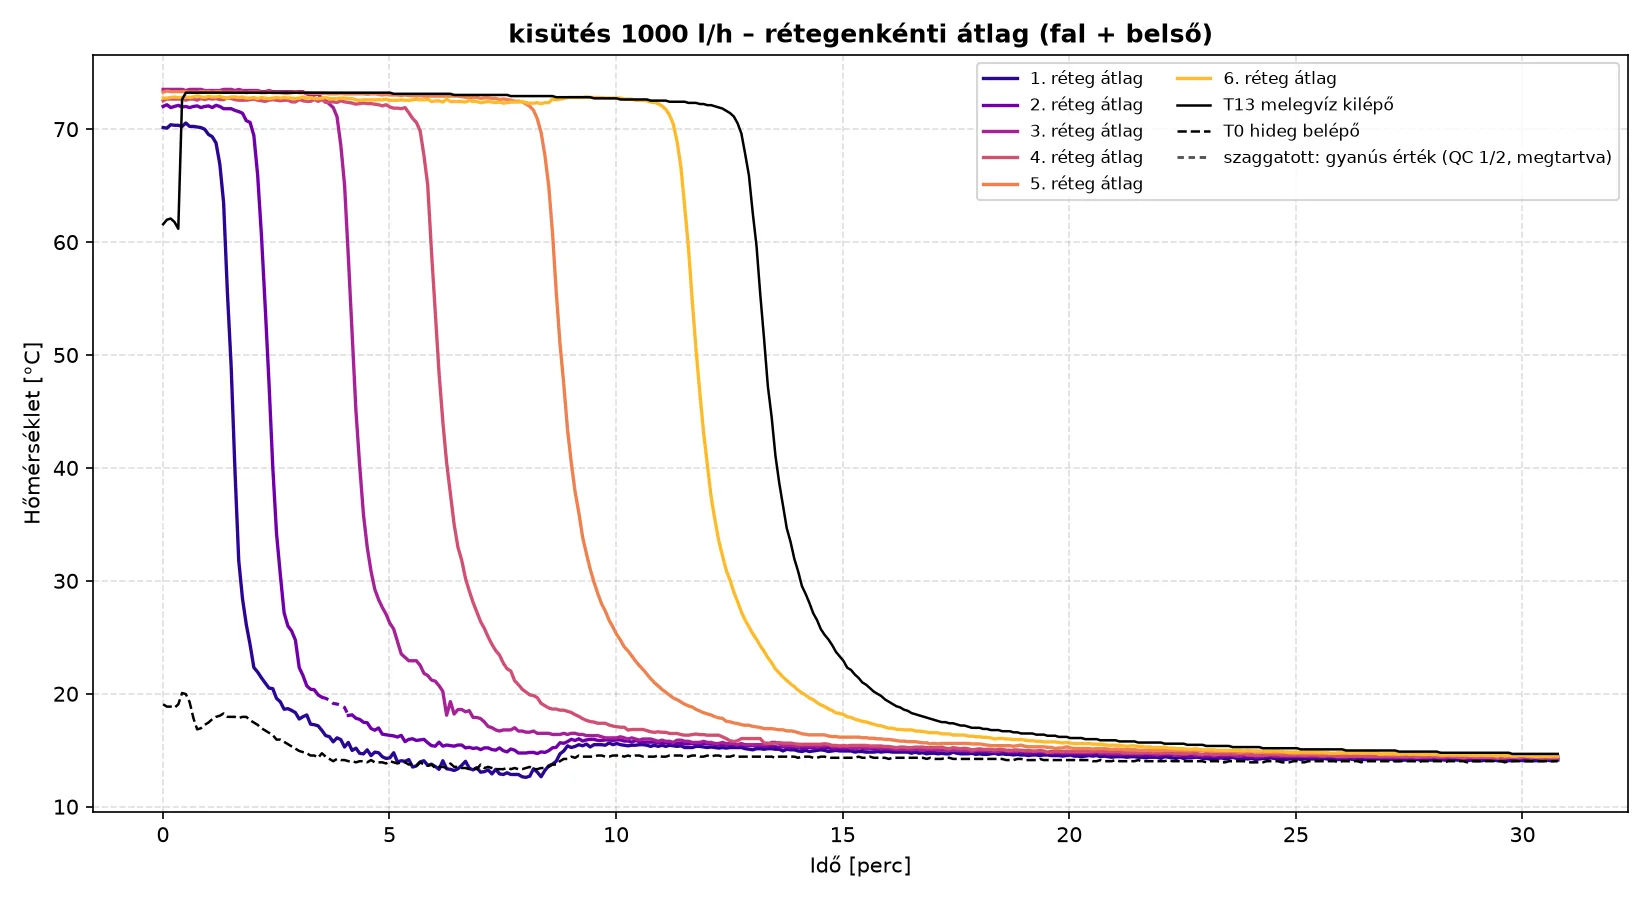 kisütés 1000 l/h – rétegenkénti átlag (fal + belső)
1. réteg átlag
2. réteg átlag
3. réteg átlag
4. réteg átlag
5. réteg átlag
6. réteg átlag
T13 melegvíz kilépő
T0 hideg belépő
szaggatott: gyanús érték (QC 1/2, megtartva)
Hőmérséklet [°C]
70
60
50
40
30
20
10
0
5
10
15
20
25
30
Idő [perc]